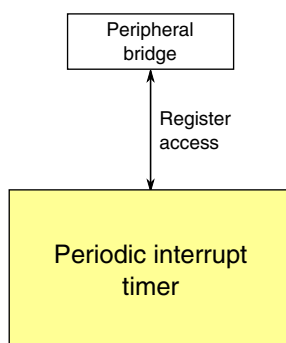 Peripheral
bridge
Register
access
Periodic interrupt
timer